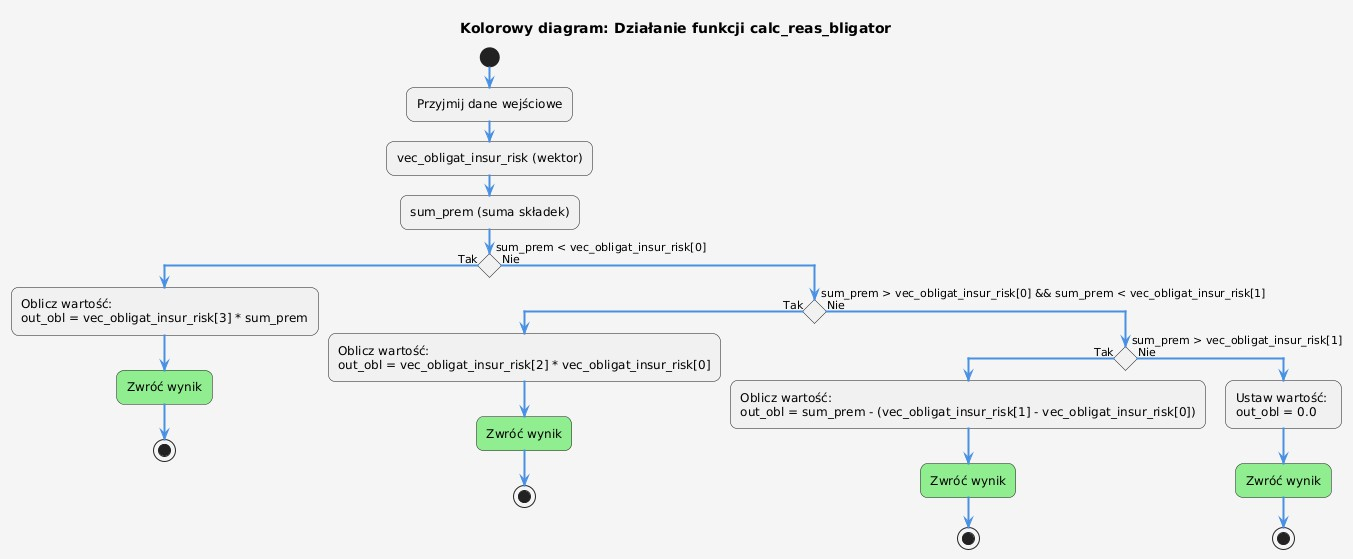 Kolorowy diagram: Działanie funkcji calc_reas_bligator
Przyjmij dane wejściowe
vec_obligat_insur_risk (wektor)
sum_prem (suma składek)
sum_prem < vec_obligat_insur_risk[0]
Tak
Nie
Oblicz wartość:
out_obl = vec_obligat_insur_risk[3] * sum_prem
Zwróć wynik
sum_prem > vec_obligat_insur_risk[0] && sum_prem < vec_obligat_insur_risk[1]
Tak
Nie
Oblicz wartość:
out_obl = vec_obligat_insur_risk[2] * vec_obligat_insur_risk[0]
Zwróć wynik
sum_prem > vec_obligat_insur_risk[1]
Tak
Nie
Oblicz wartość:
out_obl = sum_prem - (vec_obligat_insur_risk[1] - vec_obligat_insur_risk[0])
Zwróć wynik
Ustaw wartość:
out_obl = 0.0
Zwróć wynik